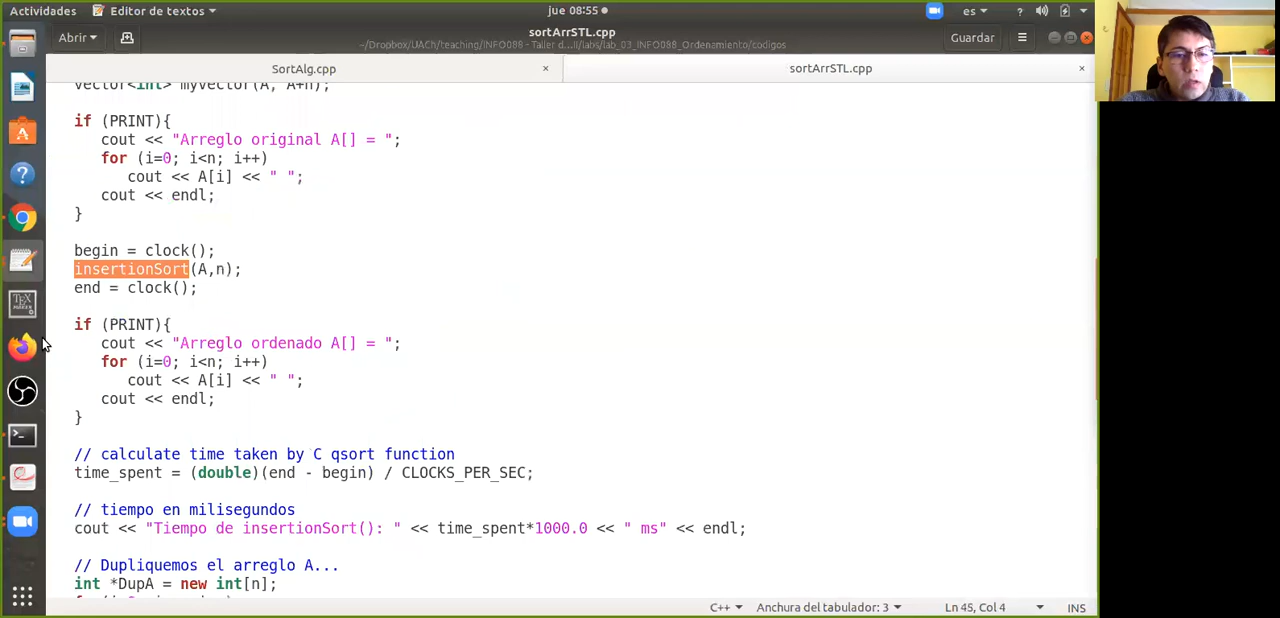 Actividades
Editor de textos
jue 08:55
es
Abrir
sortArrSTL.cpp
Guardar
SortAlg.cpp
sortArrSTL.cpp
vector<int> myVector(A, A+n);
if (PRINT){
cout << "Arreglo original A[] = ";
for (i=0; i<n; i++)
cout << A[i] << " ";
cout << endl;
}
begin = clock();
insertionSort(A,n);
end = clock();
if (PRINT){
cout << "Arreglo ordenado A[] = ";
for (i=0; i<n; i++)
cout << A[i] << " ";
cout << endl;
}
// calculate time taken by C qsort function
time_spent = (double)(end - begin) / CLOCKS_PER_SEC;
// tiempo en milisegundos
cout << "Tiempo de insertionSort(): " << time_spent*1000.0 << " ms" << endl;
// Dupliquemos el arreglo A...
int *DupA = new int[n];
C++
Anchura del tabulador: 3
Ln 45, Col 4
INS